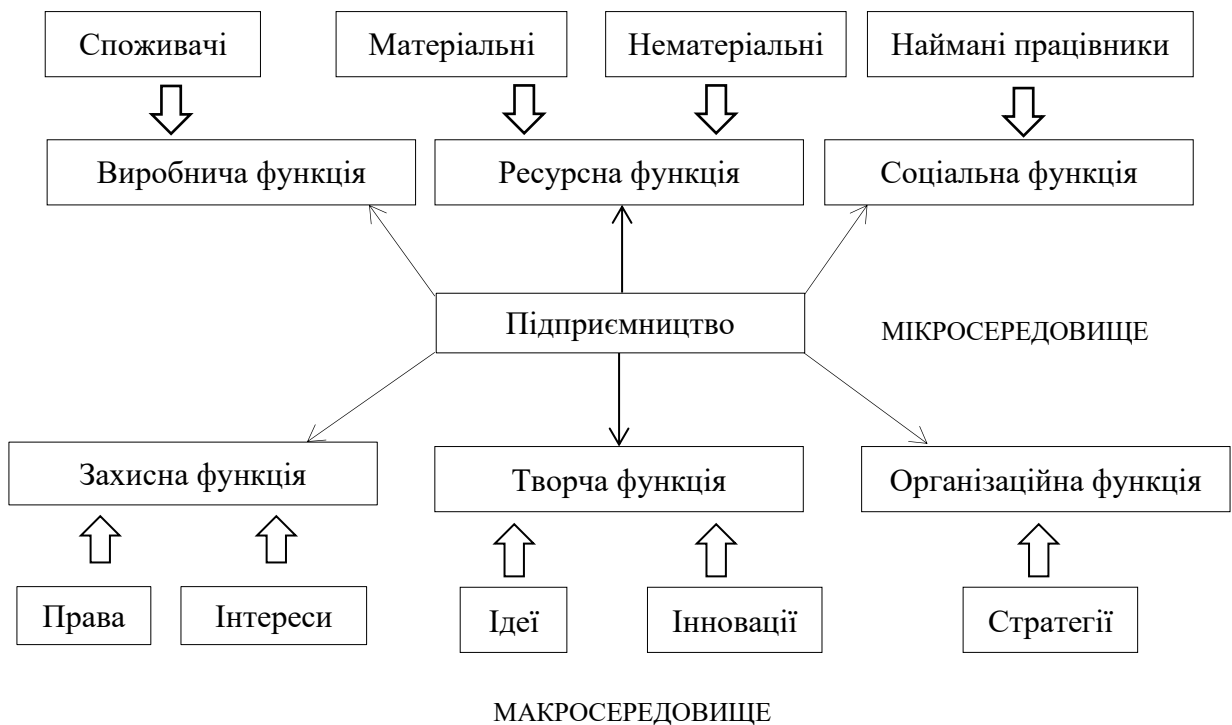 Споживачі
Матеріальні
Нематеріальні
Наймані працівники
Виробнича функція
Ресурсна функція
Соціальна функція
Підприємництво
МІКРОСЕРЕДОВИЩЕ
Захисна функція
Творча функція
Організаційна функція
Права
Інтереси
Ідеї
Інновації
Стратегії
МАКРОСЕРЕДОВИЩЕ